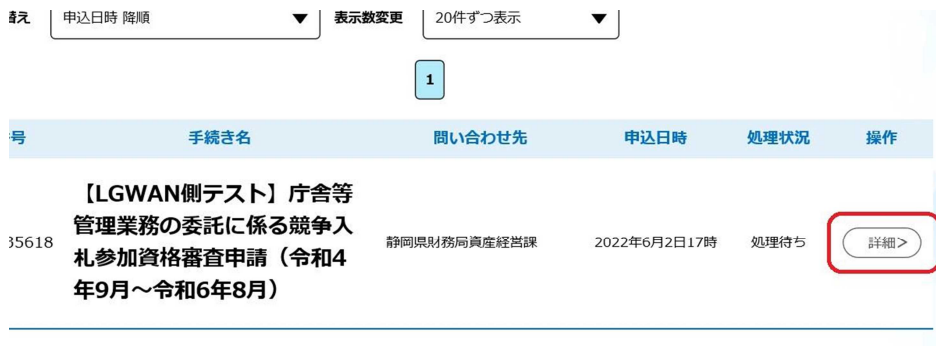 替え 申込日時 降順 表示数変更 20件ずつ表示
1
号 手続き名 問い合わせ先 申込日時 処理状況 操作
【LGWAN側テスト】庁舎等
管理業務の委託に係る競争入
札参加資格審査申請(令和4
年9月~令和6年8月)
35618 静岡県財務局資産経営課 2022年6月2日17時 処理待ち 詳細>